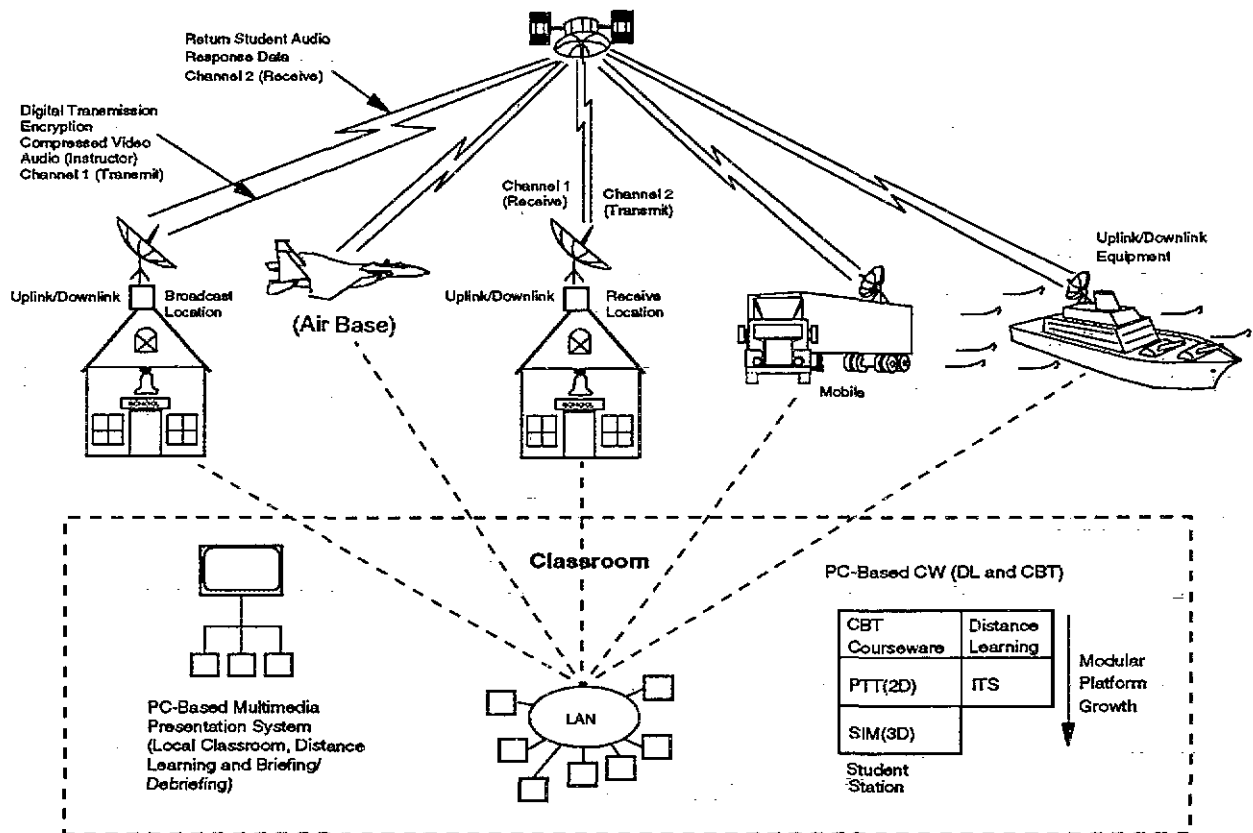 Return Student Audio
Response Data
Channel 2 (Receive)
Digital Transmission
Encryption
Compressed Video
Audio (Instructor)
Channel 1 (Transmit)
Channel 1
(Receive)
Channel 2
(Transmit)
Uplink/Downlink
Equipment
Uplink/Downlink
Broadcast
Location
(Air Base)
Uplink/Downlink
Receive
Location
Mobile
SCHOOL
SCHOOL
Classroom
PC-Based Multimedia
Presentation System
(Local Classroom, Distance
Learning and Briefing/
Debriefing)
LAN
PC-Based CW (DL and CBT)
CBT
Courseware
Distance
Learning
PTT(2D)
ITS
SIM(3D)
Student
Station
Modular
Platform
Growth